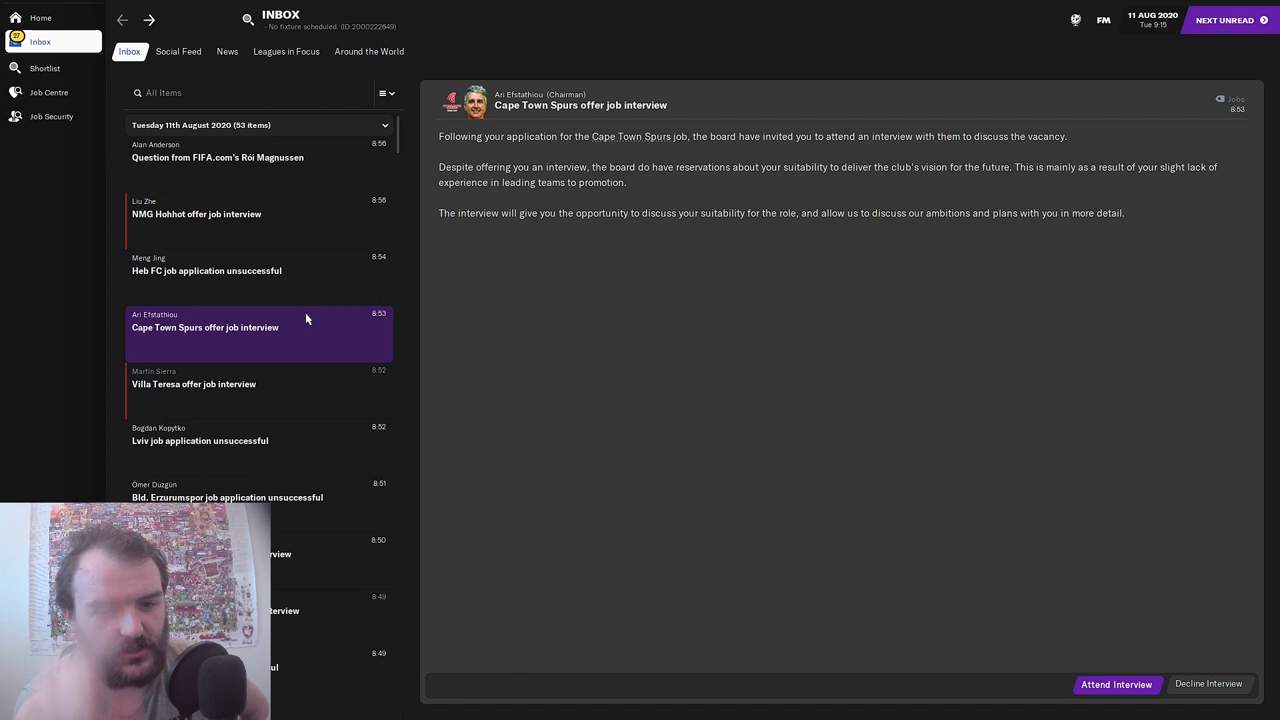 Home
27
Inbox
Shortlist
Job Centre
Job Security
INBOX
- No fixture scheduled. (ID:2000222649)
FM
11 AUG 2020
Tue 9:15
NEXT UNREAD
Inbox
Social Feed
News
Leagues in Focus
Around the World
All Items
Tuesday 11th August 2020 (53 items)
Alan Anderson
8:56
Question from FIFA.com's Rói Magnussen
Liu Zhe
8:56
NMG Hohhot offer job interview
Meng Jing
8:54
Heb FC job application unsuccessful
Ari Efstathiou
8:53
Cape Town Spurs offer job interview
Martín Sierra
8:52
Villa Teresa offer job interview
Bogdan Kopytko
8:52
Lviv job application unsuccessful
Ömer Düzgün
8:51
Bld. Erzurumspor job application unsuccessful
8:50
8:49
8:49
Ari Efstathiou (Chairman)
Cape Town Spurs offer job interview
Jobs
8:53
Following your application for the Cape Town Spurs job, the board have invited you to attend an interview with them to discuss the vacancy.
Despite offering you an interview, the board do have reservations about your suitability to deliver the club's vision for the future. This is mainly as a result of your slight lack of
experience in leading teams to promotion.
The interview will give you the opportunity to discuss your suitability for the role, and allow us to discuss our ambitions and plans with you in more detail.
Attend Interview
Decline Interview